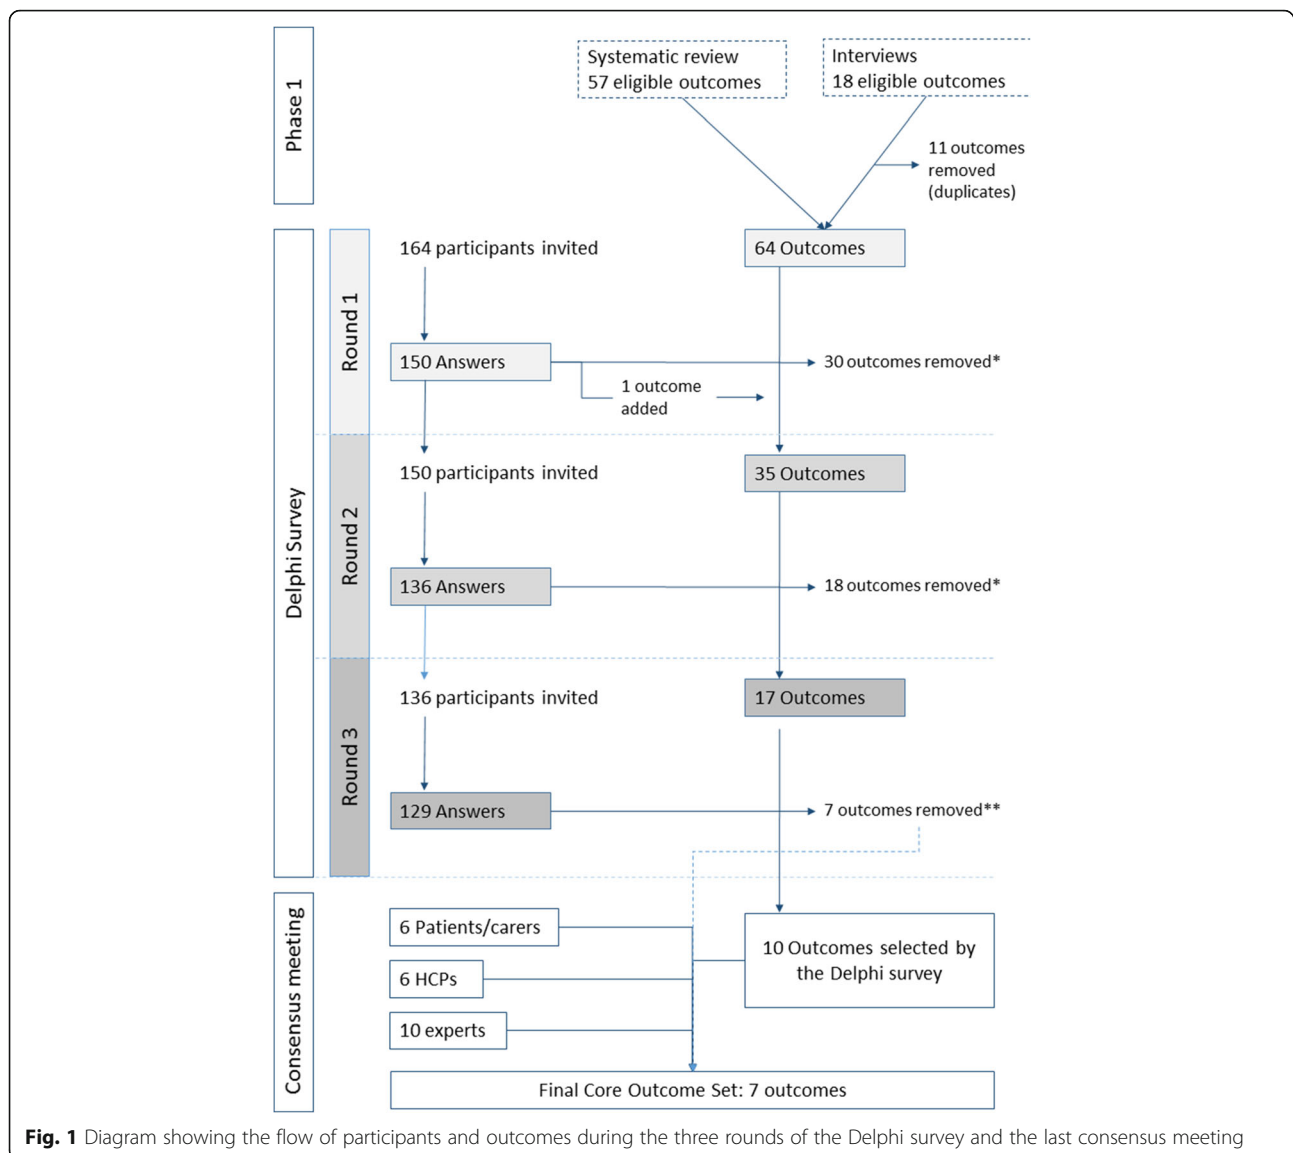 Phase 1
Systematic review
57 eligible outcomes
Interviews
18 eligible outcomes
11 outcomes
removed
(duplicates)
Delphi Survey
Round 1
164 participants invited
64 Outcomes
150 Answers
30 outcomes removed*
1 outcome
added
Round 2
150 participants invited
35 Outcomes
136 Answers
18 outcomes removed*
Round 3
136 participants invited
17 Outcomes
129 Answers
7 outcomes removed**
Consensus meeting
6 Patients/carers
6 HCPs
10 experts
10 Outcomes selected by
the Delphi survey
Final Core Outcome Set: 7 outcomes
Fig. 1 Diagram showing the flow of participants and outcomes during the three rounds of the Delphi survey and the last consensus meeting